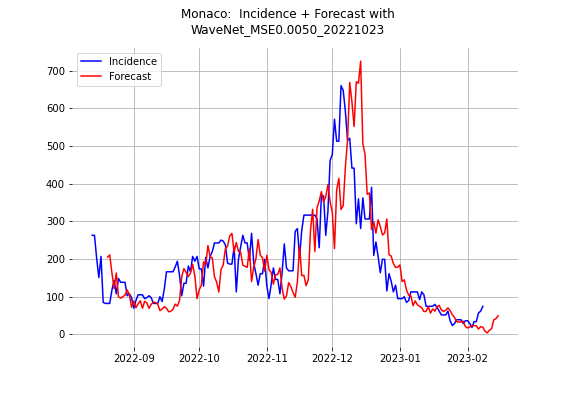 Monaco:  Incidence + Forecast with
WaveNet_MSE0.0050_20221023
Incidence
Forecast
700
600
500
400
300
200
100
0
2022-09 2022-10 2022-11 2022-12 2023-01 2023-02